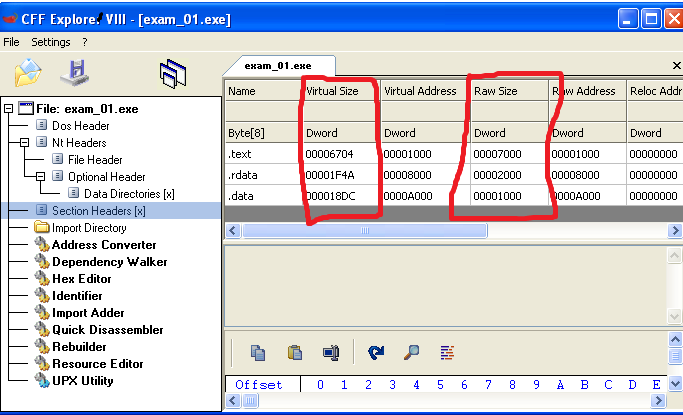 CFF Explorer VIII - [exam_01.exe]
File Settings ?
exam_01.exe
File: exam_01.exe
Dos Header
Nt Headers
File Header
Optional Header
Data Directories [x]
Section Headers [x]
Import Directory
Address Converter
Dependency Walker
Hex Editor
Identifier
Import Adder
Quick Disassembler
Rebuilder
Resource Editor
UPX Utility
Name Virtual Size Virtual Address Raw Size Raw Address Reloc Addr
Byte[8] Dword Dword Dword Dword Dword
.text 00006704 00001000 00007000 00001000 00000000
.rdata 00001F4A 00008000 00002000 00008000 00000000
.data 000018DC 0000A000 00001000 0000A000 00000000
Offset 0 1 2 3 4 5 6 7 8 9 A B C D E